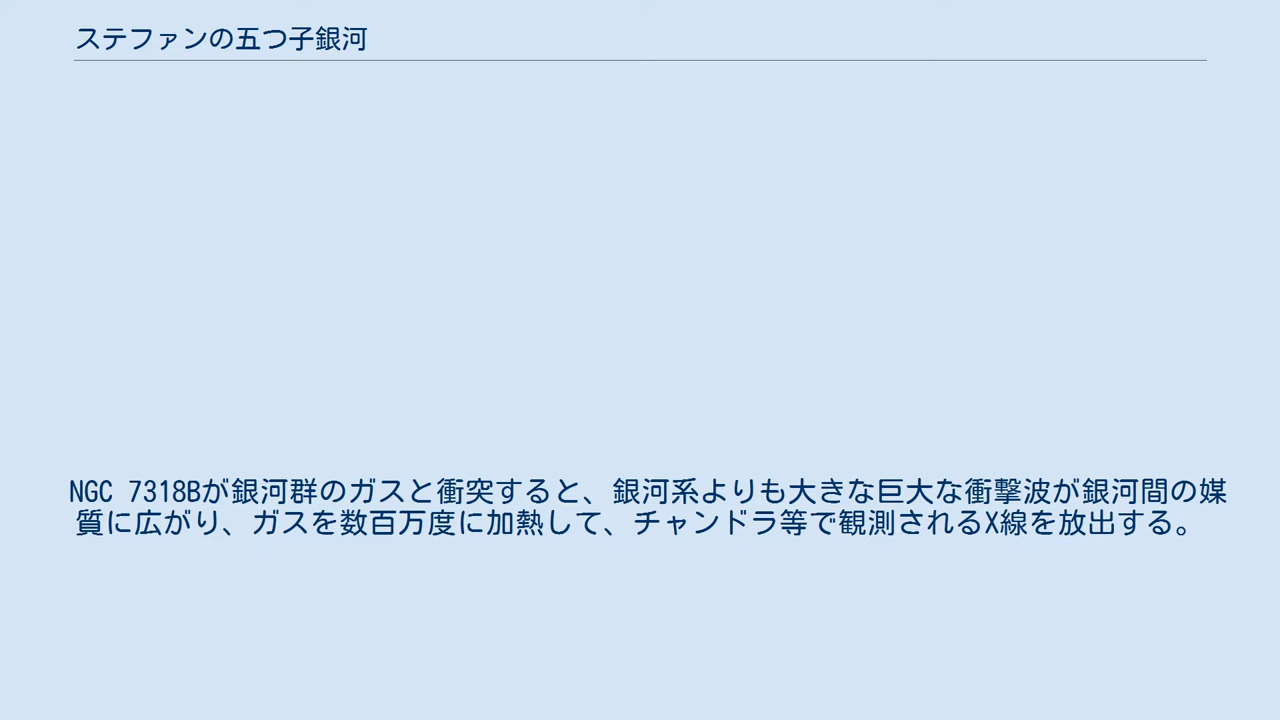 ステファンの五つ子銀河
NGC 7318Bが銀河群のガスと衝突すると、銀河系よりも大きな巨大な衝撃波が銀河間の媒
質に広がり、ガスを数百万度に加熱して、チャンドラ等で観測されるX線を放出する。